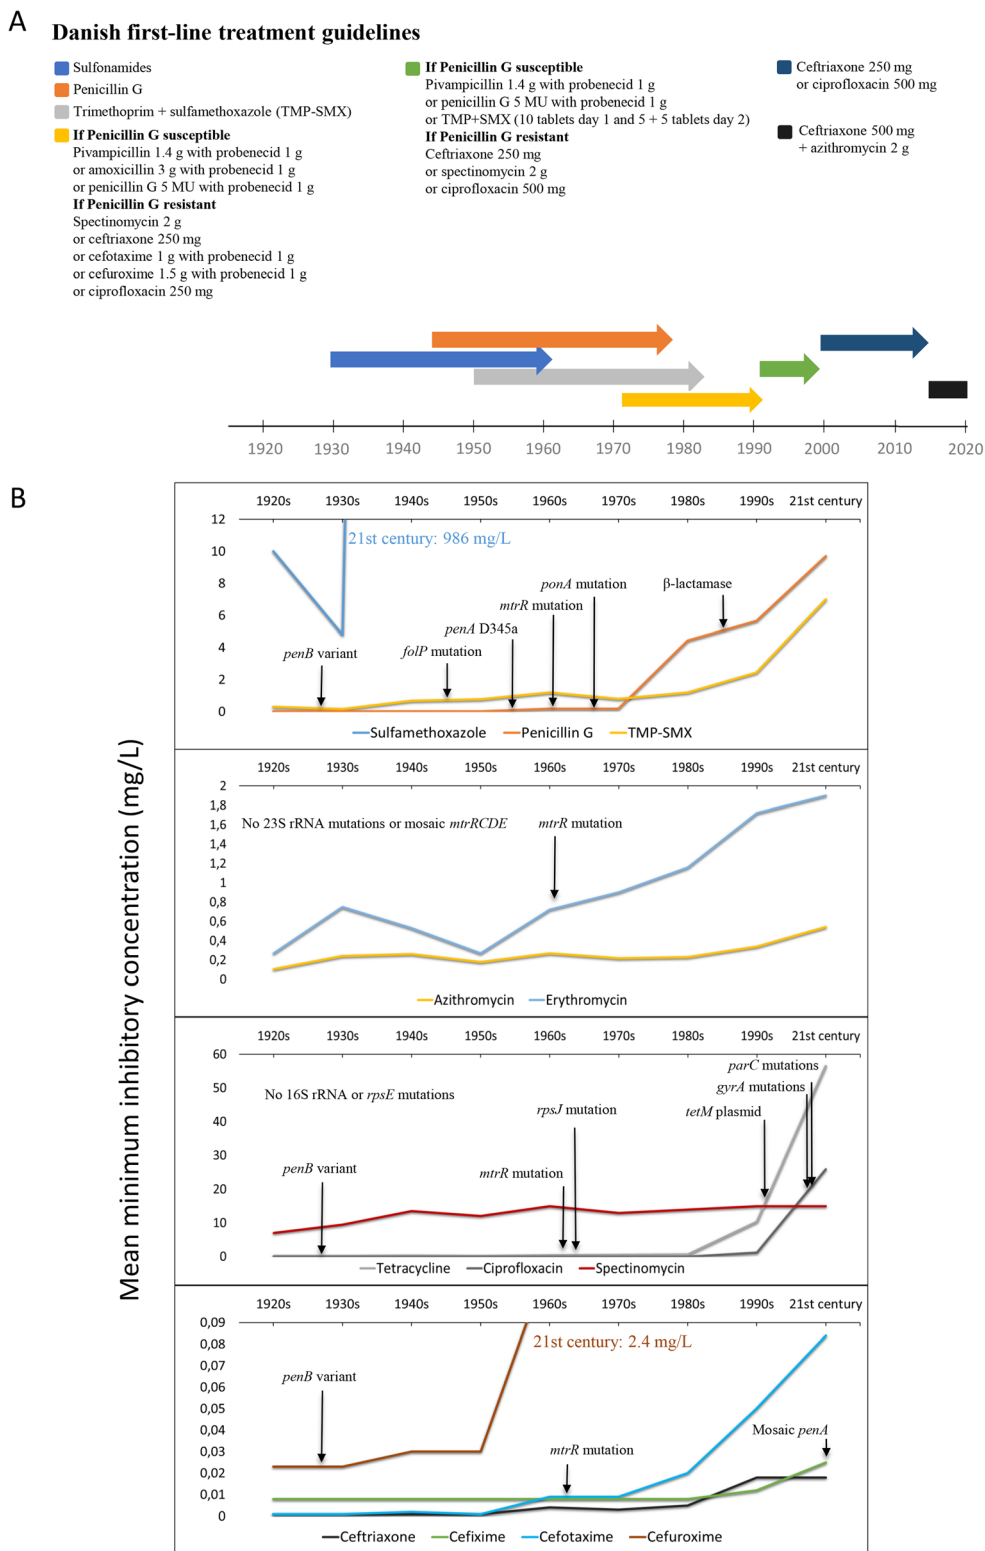 A
Danish first-line treatment guidelines
Sulfonamides
Penicillin G
Trimethoprim + sulfamethoxazole (TMP-SMX)
If Penicillin G susceptible
Pivampicillin 1.4 g with probenecid 1 g
or amoxicillin 3 g with probenecid 1 g
or penicillin G 5 MU with probenecid 1 g
If Penicillin G resistant
Spectinomycin 2 g
or ceftriaxone 250 mg
or cefotaxime 1 g with probenecid 1 g
or cefuroxime 1.5 g with probenecid 1 g
or ciprofloxacin 250 mg
If Penicillin G susceptible
Pivampicillin 1.4 g with probenecid 1 g
or penicillin G 5 MU with probenecid 1 g
or TMP+SMX (10 tablets day 1 and 5 + 5 tablets day 2)
If Penicillin G resistant
Ceftriaxone 250 mg
or spectinomycin 2 g
or ciprofloxacin 500 mg
Ceftriaxone 250 mg
or ciprofloxacin 500 mg
Ceftriaxone 500 mg
+ azithromycin 2 g
1920 1930 1940 1950 1960 1970 1980 1990 2000 2010 2020
B
Mean minimum inhibitory concentration (mg/L)
1920s 1930s 1940s 1950s 1960s 1970s 1980s 1990s 21st century
12
10
8
6
4
2
0
21st century: 986 mg/L
penB variant
folP mutation
penA D345a
mtrR mutation
ponA mutation
β-lactamase
Sulfamethoxazole Penicillin G TMP-SMX
1920s 1930s 1940s 1950s 1960s 1970s 1980s 1990s 21st century
2
1,8
1,6
1,4
1,2
1
0,8
0,6
0,4
0,2
0
No 23S rRNA mutations or mosaic mtrRCDE
mtrR mutation
Azithromycin Erythromycin
1920s 1930s 1940s 1950s 1960s 1970s 1980s 1990s 21st century
60
50
40
30
20
10
0
No 16S rRNA or rpsE mutations
penB variant
mtrR mutation
rpsJ mutation
tetM plasmid
gyrA mutations
parC mutations
Tetracycline Ciprofloxacin Spectinomycin
1920s 1930s 1940s 1950s 1960s 1970s 1980s 1990s 21st century
0,09
0,08
0,07
0,06
0,05
0,04
0,03
0,02
0,01
0
21st century: 2.4 mg/L
penB variant
mtrR mutation
Mosaic penA
Ceftriaxone Cefixime Cefotaxime Cefuroxime